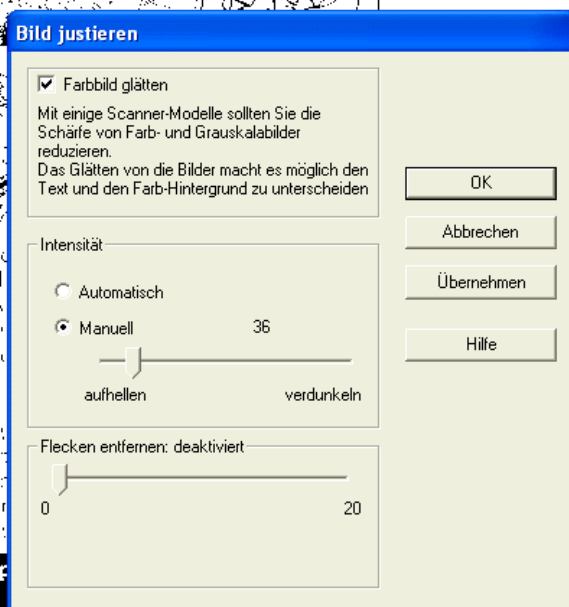 Bild justieren
Farbbild glätten
Mit einige Scanner-Modelle sollten Sie die
Schärfe von Farb- und Grauskalabilder
reduzieren.
Das Glätten von die Bilder macht es möglich den
Text und den Farb-Hintergrund zu unterscheiden
OK
Abbrechen
Übernehmen
Hilfe
Intensität
Automatisch
Manuell 36
aufhellen verdunkeln
Flecken entfernen: deaktiviert
0 20